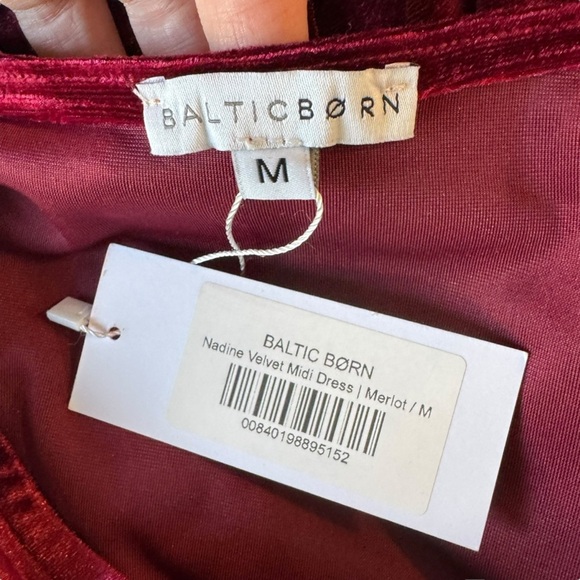 BALTICBØRN
M
BALTIC BØRN
Nadine Velvet Midi Dress | Merlot / M
00840198895152